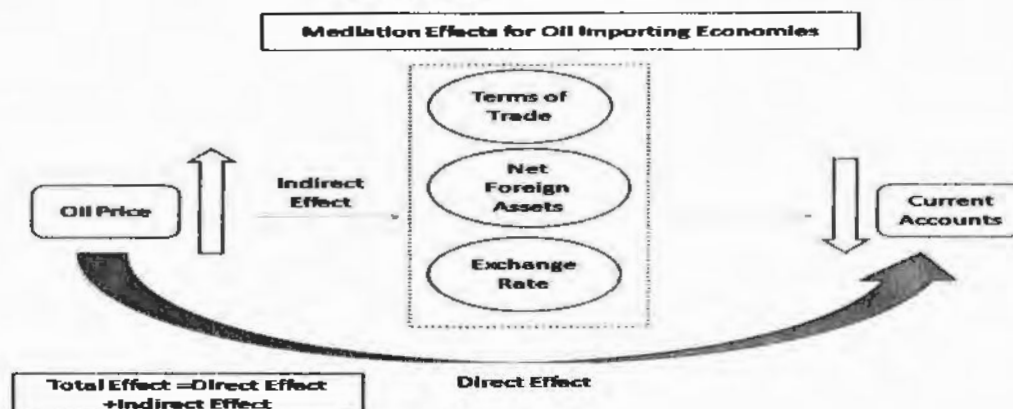 Mediation Effects for Oil Importing Economies
Terms of
Trade
Net
Foreign
Assets
Exchange
Rate
Oil Price
Indirect
Effect
Current
Accounts
Direct Effect
Total Effect =Direct Effect
+Indirect Effect